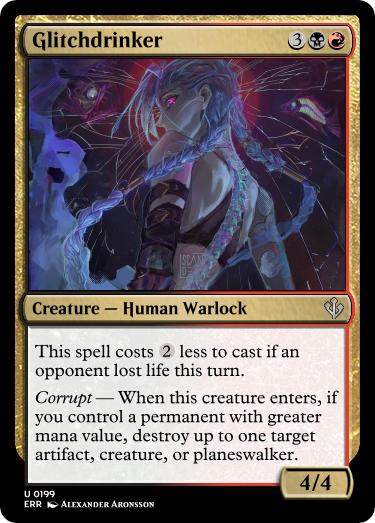 Glitchdrinker 3
Creature — Human Warlock
This spell costs 2 less to cast if an
opponent lost life this turn.
Corrupt — When this creature enters, if
you control a permanent with greater
mana value, destroy up to one target
artifact, creature, or planeswalker.
4/4
U 0199
ERR ALEXANDER ARONSSON